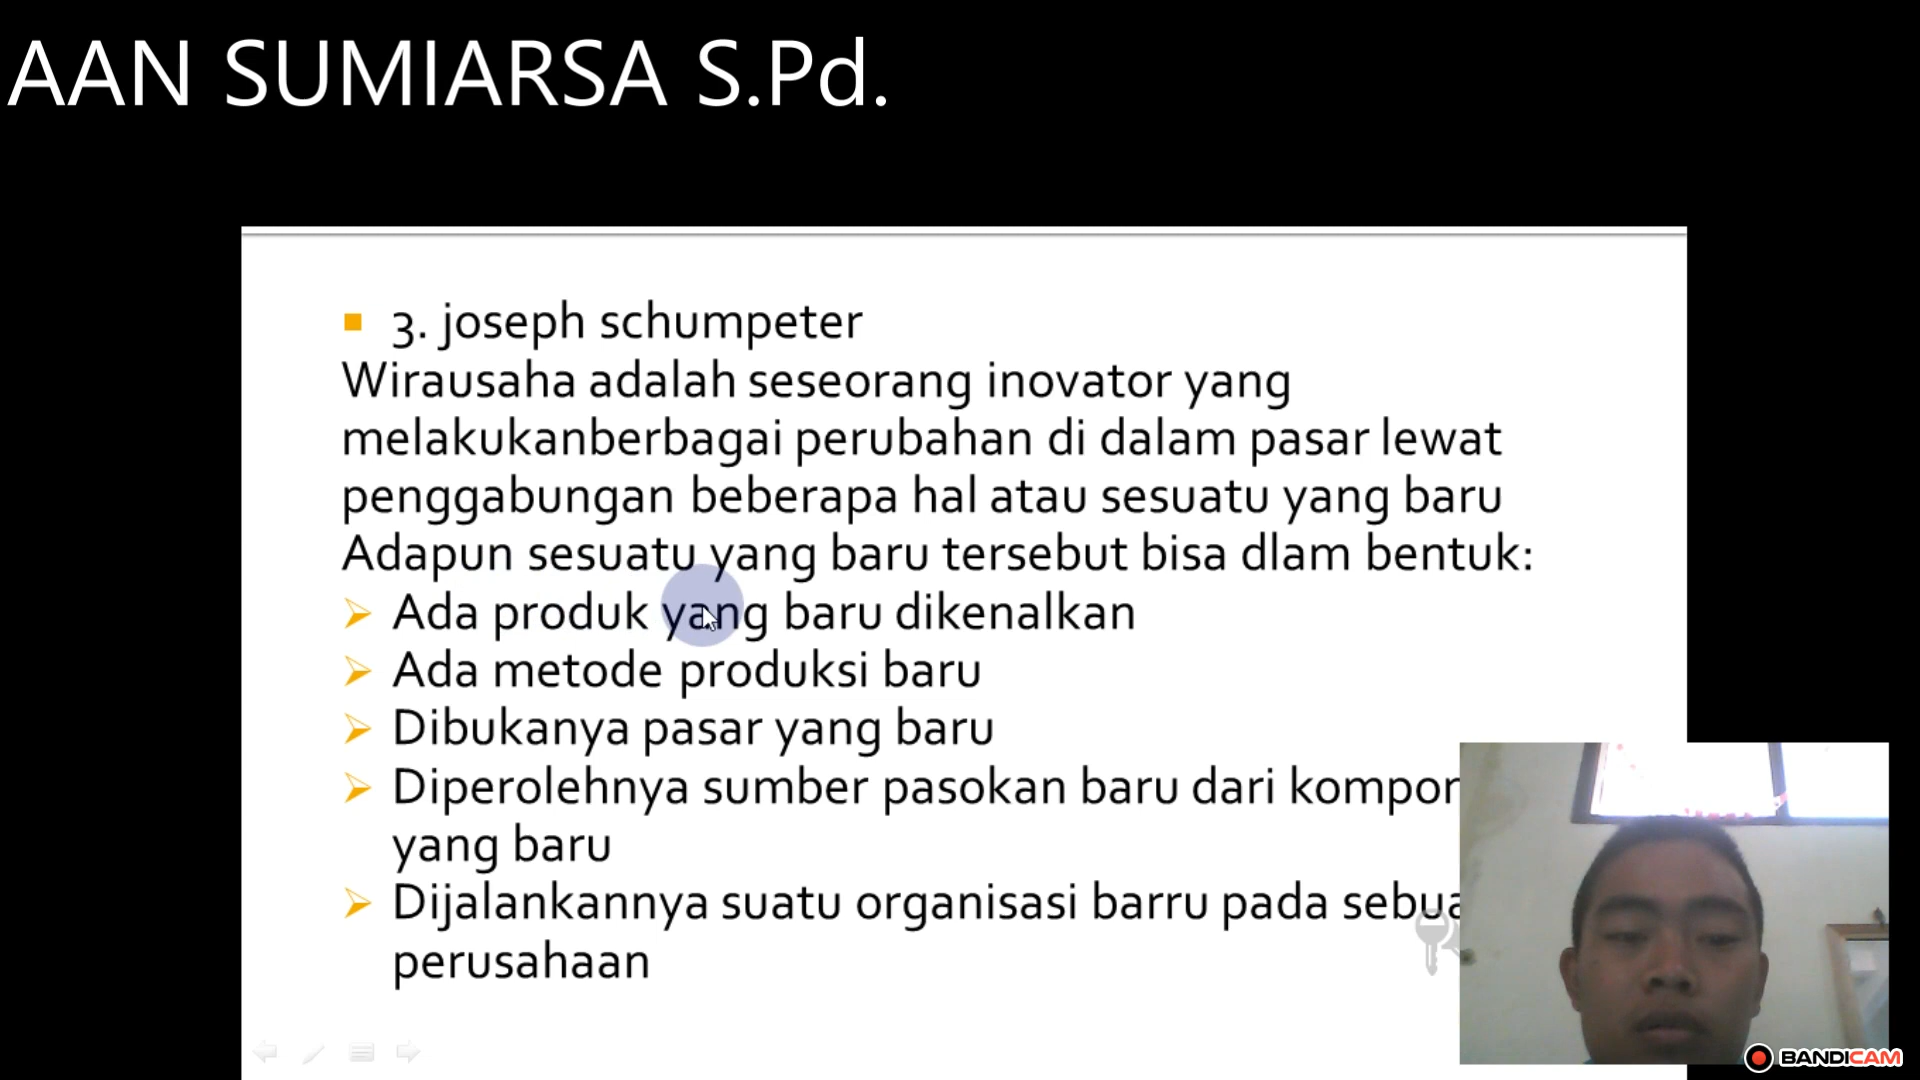 AAN SUMIARSA S.Pd.
3. joseph schumpeter
Wirausaha adalah seseorang inovator yang
melakukanberbagai perubahan di dalam pasar lewat
penggabungan beberapa hal atau sesuatu yang baru
Adapun sesuatu yang baru tersebut bisa dlam bentuk:
Ada produk yang baru dikenalkan
Ada metode produksi baru
Dibukanya pasar yang baru
Diperolehnya sumber pasokan baru dari
yang baru
Dijalankannya suatu organisasi barru pada
perusahaan
BANDICAM